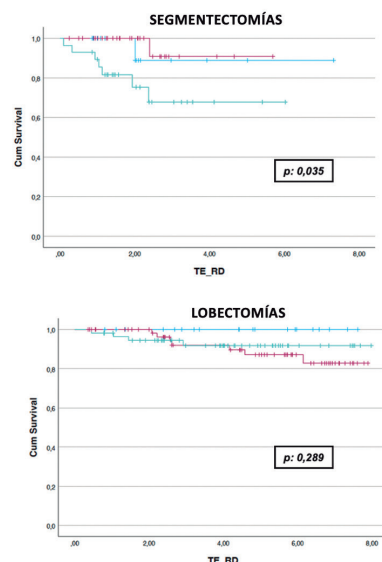 SEGMENTECTOMÍAS
Cum Survival
1,0
0,8
0,6
0,4
0,2
0,0
p: 0,035
,00
2,00
4,00
6,00
8,00
TE_RD
LOBECTOMÍAS
Cum Survival
1,0
0,8
0,6
0,4
0,2
0,0
p: 0,289
,00
2,00
4,00
6,00
8,00
TE_RD